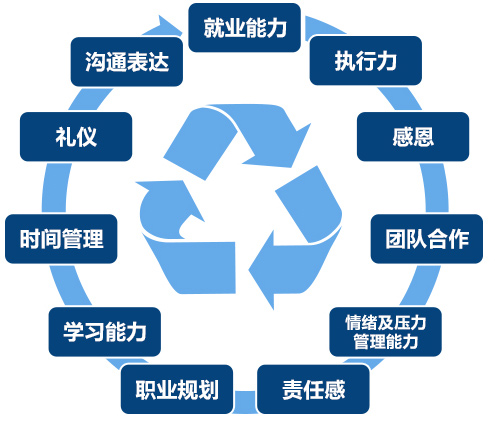 就业能力
执行力
感恩
团队合作
情绪及压力
管理能力
责任感
职业规划
学习能力
时间管理
礼仪
沟通表达